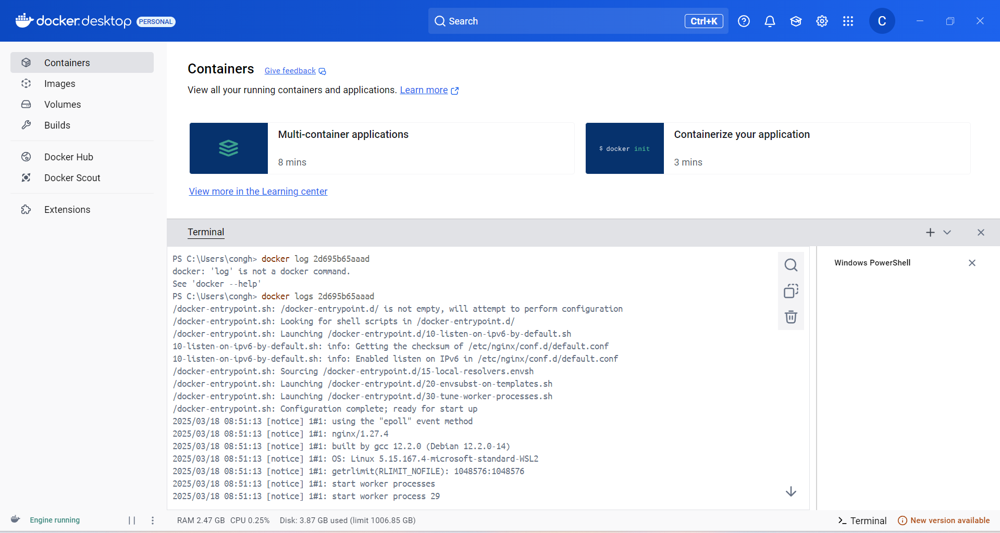 docker desktop PERSONAL
Search
Ctrl+K
C
Containers
Images
Volumes
Builds
Docker Hub
Docker Scout
Extensions
Containers
Give feedback
View all your running containers and applications. Learn more
Multi-container applications
8 mins
$ docker init
Containerize your application
3 mins
View more in the Learning center
Terminal
PS C:\Users\congh> docker log 2d695b65aaad
docker: 'log' is not a docker command.
See 'docker --help'
PS C:\Users\congh> docker logs 2d695b65aaad
/docker-entrypoint.sh: /docker-entrypoint.d/ is not empty, will attempt to perform configuration
/docker-entrypoint.sh: Looking for shell scripts in /docker-entrypoint.d/
/docker-entrypoint.sh: Launching /docker-entrypoint.d/10-listen-on-ipv6-by-default.sh
10-listen-on-ipv6-by-default.sh: info: Getting the checksum of /etc/nginx/conf.d/default.conf
10-listen-on-ipv6-by-default.sh: info: Enabled listen on IPv6 in /etc/nginx/conf.d/default.conf
/docker-entrypoint.sh: Sourcing /docker-entrypoint.d/15-local-resolvers.envsh
/docker-entrypoint.sh: Launching /docker-entrypoint.d/20-envsubst-on-templates.sh
/docker-entrypoint.sh: Launching /docker-entrypoint.d/30-tune-worker-processes.sh
/docker-entrypoint.sh: Configuration complete; ready for start up
2025/03/18 08:51:13 [notice] 1#1: using the "epoll" event method
2025/03/18 08:51:13 [notice] 1#1: nginx/1.27.4
2025/03/18 08:51:13 [notice] 1#1: built by gcc 12.2.0 (Debian 12.2.0-14)
2025/03/18 08:51:13 [notice] 1#1: OS: Linux 5.15.167.4-microsoft-standard-WSL2
2025/03/18 08:51:13 [notice] 1#1: getrlimit(RLIMIT_NOFILE): 1048576:1048576
2025/03/18 08:51:13 [notice] 1#1: start worker processes
2025/03/18 08:51:13 [notice] 1#1: start worker process 29
Windows PowerShell
Engine running
RAM 2.47 GB CPU 0.25% Disk: 3.87 GB used (limit 1006.85 GB)
Terminal
New version available